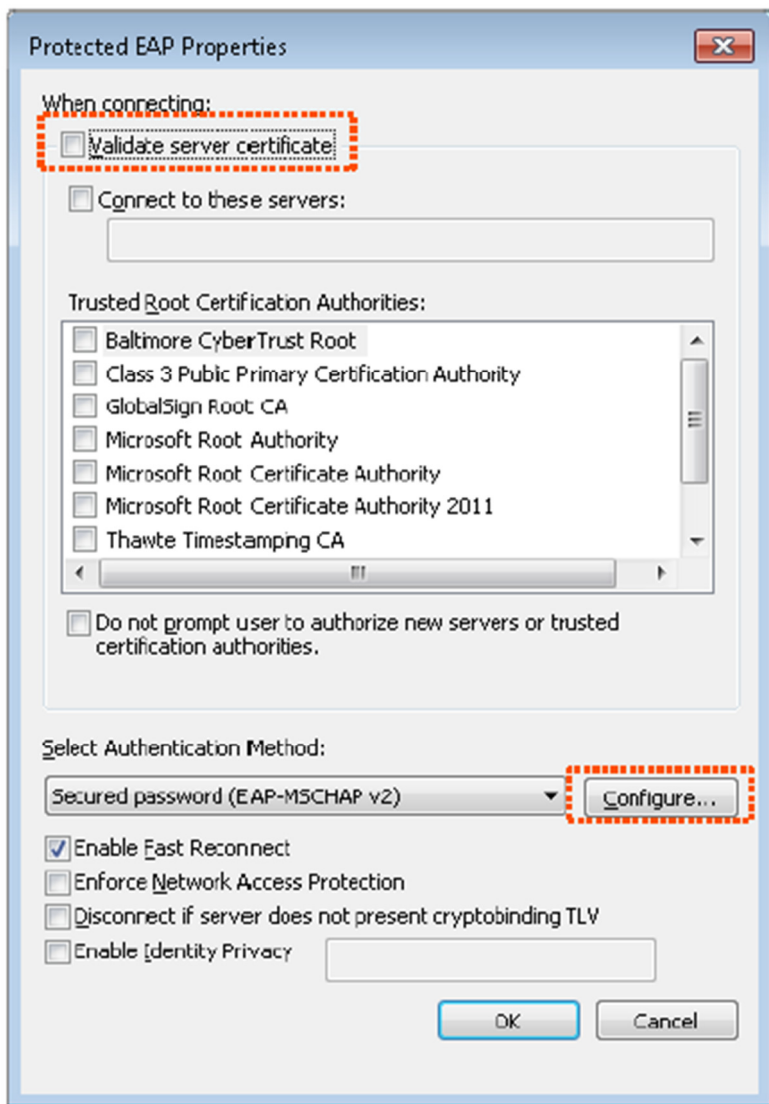 Protected EAP Properties
When connecting:
Validate server certificate
Connect to these servers:
Trusted Root Certification Authorities:
Baltimore CyberTrust Root
Class 3 Public Primary Certification Authority
GlobalSign Root CA
Microsoft Root Authority
Microsoft Root Certificate Authority
Microsoft Root Certificate Authority 2011
Thawte Timestamping CA
Do not prompt user to authorize new servers or trusted
certification authorities.
Select Authentication Method:
Secured password (EAP-MSCHAP v2)
Configure...
Enable Fast Reconnect
Enforce Network Access Protection
Disconnect if server does not present cryptobinding TLV
Enable Identity Privacy
OK
Cancel